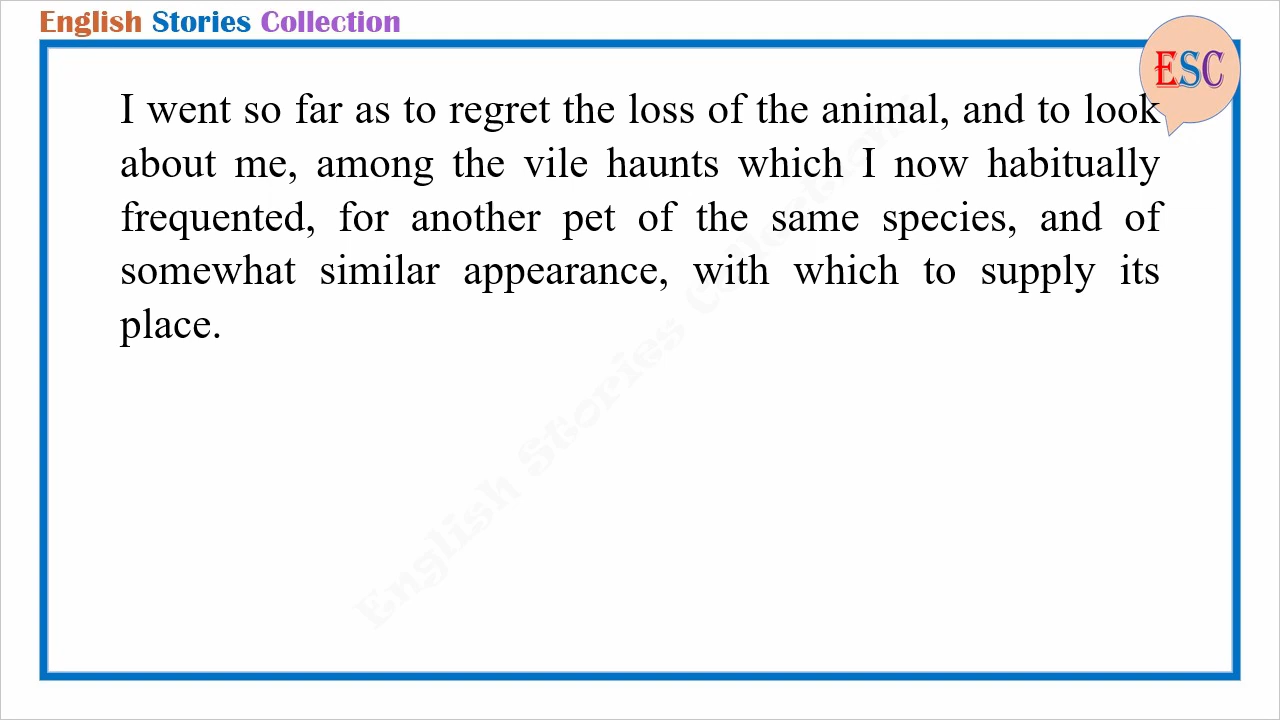 English Stories Collection
ESC
I went so far as to regret the loss of the animal, and to look
about me, among the vile haunts which I now habitually
frequented, for another pet of the same species, and of
somewhat similar appearance, with which to supply its
place.
English Stories Collection